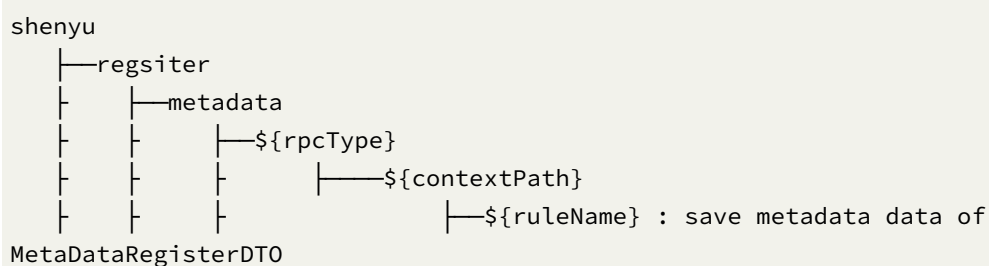 shenyu
├──regsiter
├ ├──metadata
├ ├ ├──${rpcType}
├ ├ ├ ├────${contextPath}
├ ├ ├ ├──${ruleName} : save metadata data of
MetaDataRegisterDTO